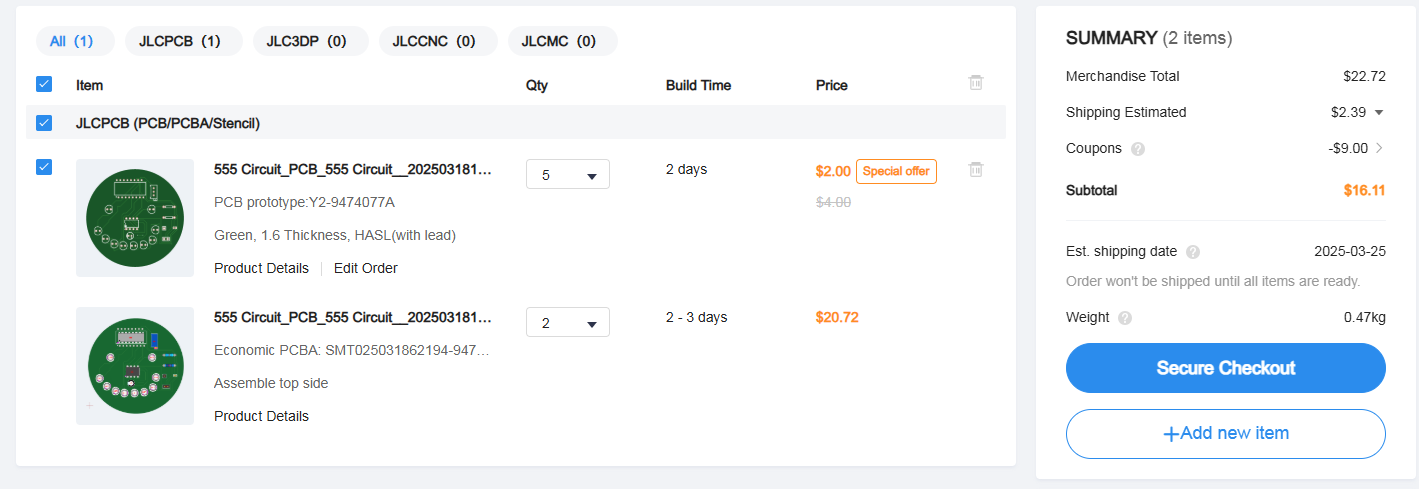 All (1) JLCPCB (1) JLC3DP (0) JLCCNC (0) JLCMC (0)
Item Qty Build Time Price
JLCPCB (PCB/PCBA/Stencil)
555 Circuit_PCB_555 Circuit__202503181... 5 2 days $2.00 Special offer
PCB prototype:Y2-9474077A $4.00
Green, 1.6 Thickness, HASL(with lead)
Product Details Edit Order
555 Circuit_PCB_555 Circuit__202503181... 2 2 - 3 days $20.72
Economic PCBA: SMT025031862194-947...
Assemble top side
Product Details
SUMMARY (2 items)
Merchandise Total $22.72
Shipping Estimated $2.39
Coupons ? -$9.00
Subtotal $16.11
Est. shipping date ? 2025-03-25
Order won't be shipped until all items are ready.
Weight ? 0.47kg
Secure Checkout
+Add new item